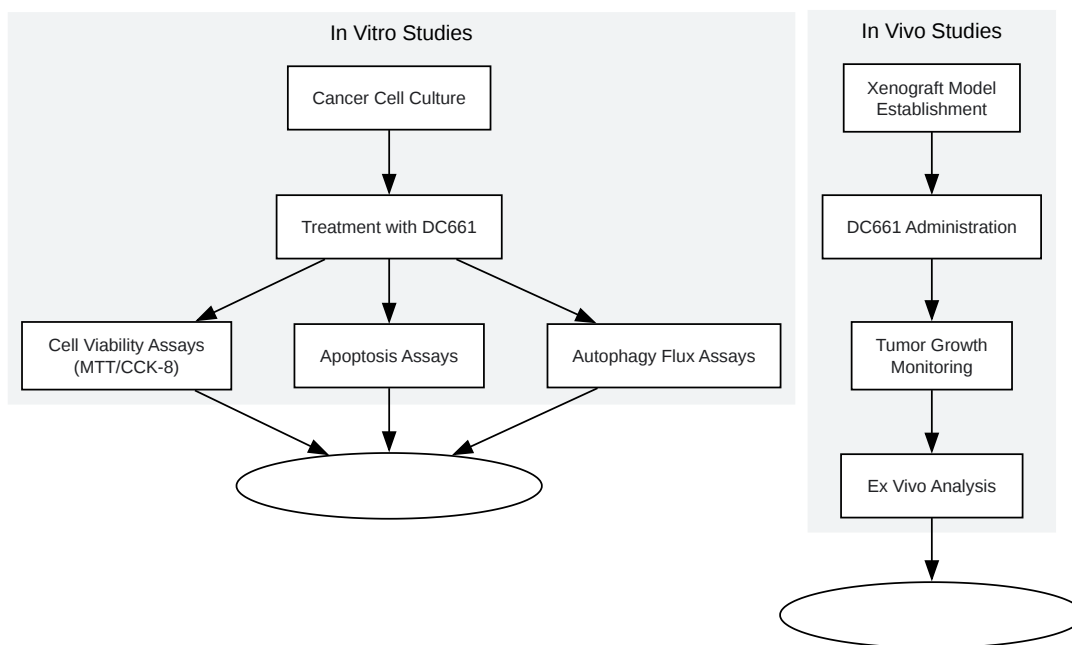 In Vitro Studies
Cancer Cell Culture
Treatment with DC661
Cell Viability Assays
(MTT/CCK-8)
Apoptosis Assays
Autophagy Flux Assays
In Vivo Studies
Xenograft Model
Establishment
DC661 Administration
Tumor Growth
Monitoring
Ex Vivo Analysis